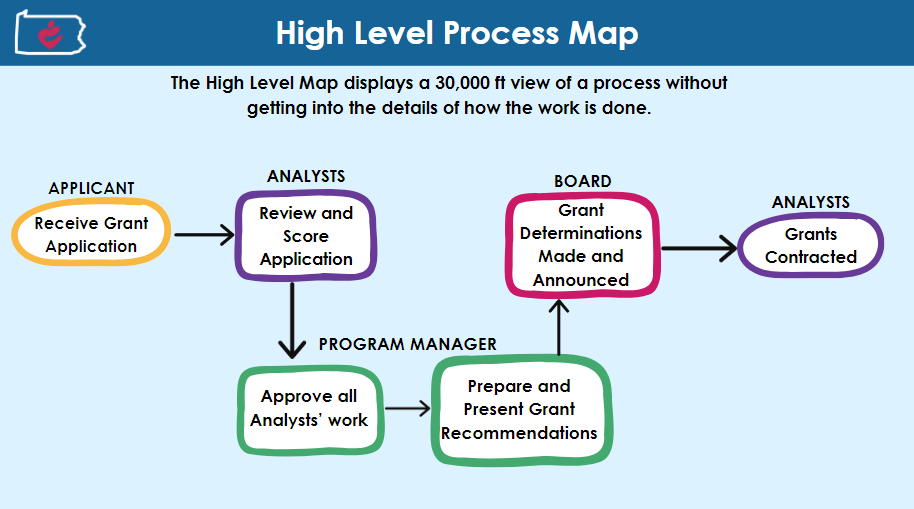 High Level Process Map
The High Level Map displays a 30,000 ft view of a process without
getting into the details of how the work is done.
APPLICANT
Receive Grant
Application
ANALYSTS
Review and
Score
Application
PROGRAM MANAGER
Approve all
Analysts’ work
Prepare and
Present Grant
Recommendations
BOARD
Grant
Determinations
Made and
Announced
ANALYSTS
Grants
Contracted